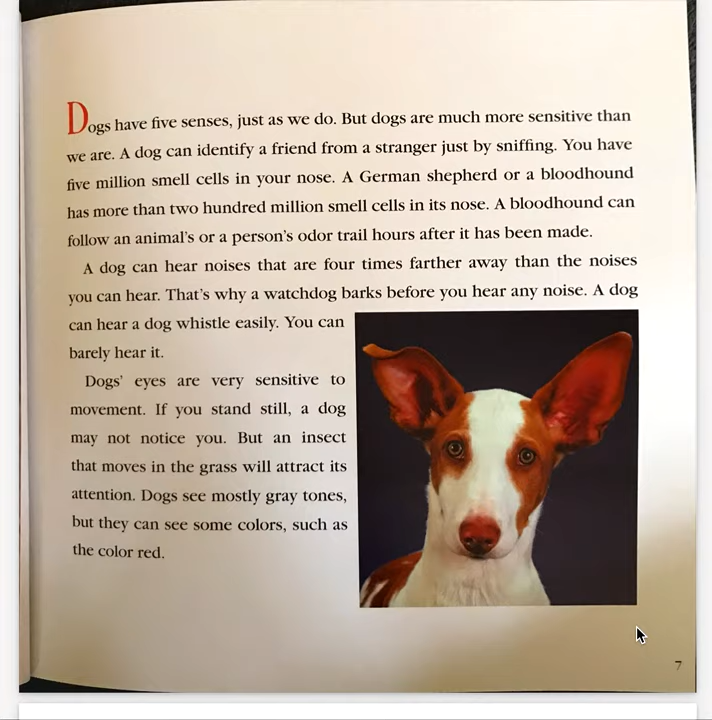 Dogs have five senses, just as we do. But dogs are much more sensitive than
we are. A dog can identify a friend from a stranger just by sniffing. You have
five million smell cells in your nose. A German shepherd or a bloodhound
has more than two hundred million smell cells in its nose. A bloodhound can
follow an animal's or a person's odor trail hours after it has been made.
A dog can hear noises that are four times farther away than the noises
you can hear. That's why a watchdog barks before you hear any noise. A dog
can hear a dog whistle easily. You can
barely hear it.
Dogs' eyes are very sensitive to
movement. If you stand still, a dog
may not notice you. But an insect
that moves in the grass will attract its
attention. Dogs see mostly gray tones,
but they can see some colors, such as
the color red.
7